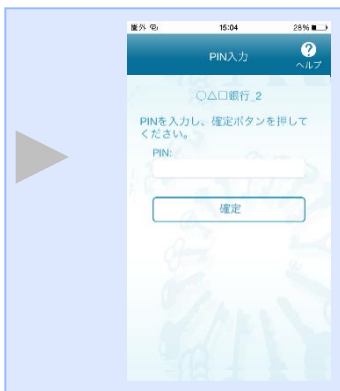 圏外 15:04 28%
PIN入力
ヘルプ
〇△□銀行_2
PINを入力し、確定ボタンを押して
ください。
PIN:
確定